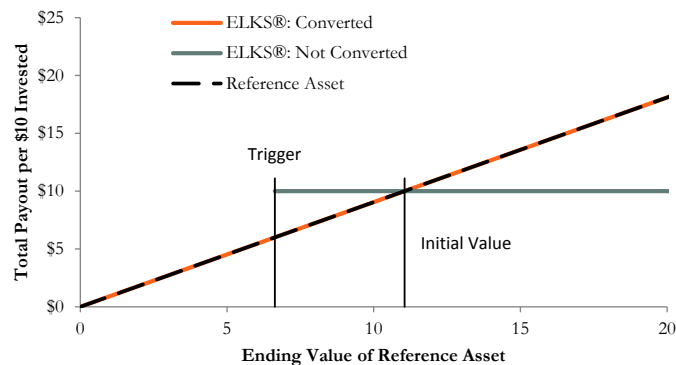 $25
$20
$15
$10
$5
$0
Total Payout per $10 Invested
ELKS®: Converted
ELKS®: Not Converted
Reference Asset
Trigger
Initial Value
0 5 10 15 20
Ending Value of Reference Asset